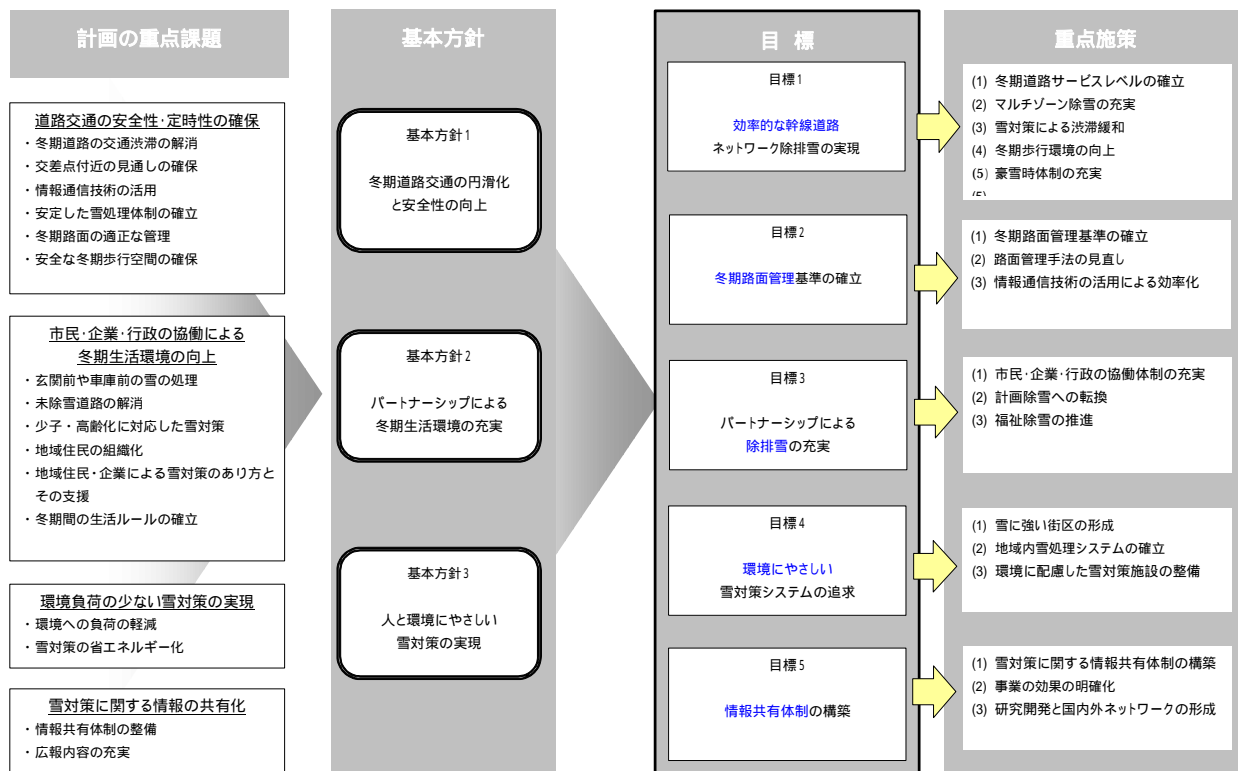 計画の重点課題
道路交通の安全性･定時性の確保
・冬期道路の交通渋滞の解消
・交差点付近の見通しの確保
・情報通信技術の活用
・安定した雪処理体制の確立
・冬期路面の適正な管理
・安全な冬期歩行空間の確保
市民･企業･行政の協働による
冬期生活環境の向上
・玄関前や車庫前の雪の処理
・未除雪道路の解消
・少子・高齢化に対応した雪対策
・地域住民の組織化
・地域住民・企業による雪対策のあり方と
その支援
・冬期間の生活ルールの確立
環境負荷の少ない雪対策の実現
・環境への負荷の軽減
・雪対策の省エネルギー化
雪対策に関する情報の共有化
・情報共有体制の整備
・広報内容の充実
基本方針
基本方針1
冬期道路交通の円滑化
と安全性の向上
基本方針2
パートナーシップによる
冬期生活環境の充実
基本方針3
人と環境にやさしい
雪対策の実現
目 標
目標1
効率的な幹線道路
ネットワーク除排雪の実現
目標2
冬期路面管理基準の確立
目標3
パートナーシップによる
除排雪の充実
目標4
環境にやさしい
雪対策システムの追求
目標5
情報共有体制の構築
重点施策
(1) 冬期道路サービスレベルの確立
(2) マルチゾーン除雪の充実
(3) 雪対策による渋滞緩和
(4) 冬期歩行環境の向上
(5) 豪雪時体制の充実
(1) 冬期路面管理基準の確立
(2) 路面管理手法の見直し
(3) 情報通信技術の活用による効率化
(1) 市民･企業･行政の協働体制の充実
(2) 計画除雪への転換
(3) 福祉除雪の推進
(1) 雪に強い街区の形成
(2) 地域内雪処理システムの確立
(3) 環境に配慮した雪対策施設の整備
(1) 雪対策に関する情報共有体制の構築
(2) 事業の効果の明確化
(3) 研究開発と国内外ネットワークの形成